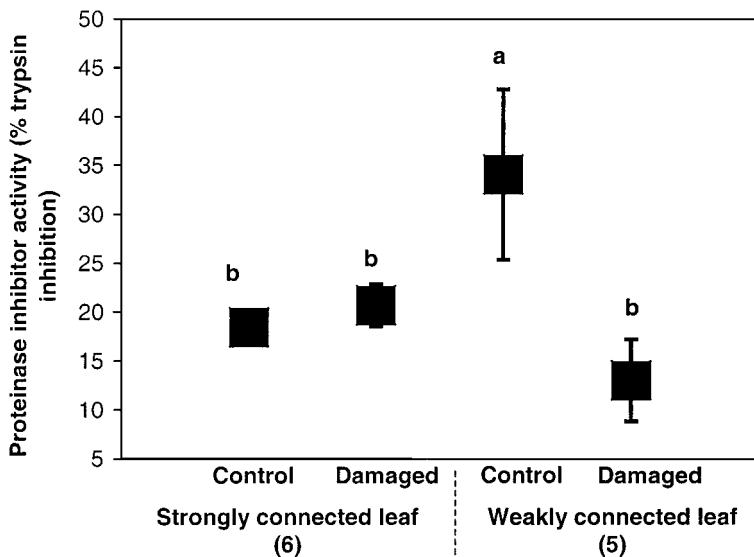 Proteinase inhibitor activity (% trypsin
inhibition)
50
45
40
35
30
25
20
15
10
5
b
b
a
b
Control
Damaged
Control
Damaged
Strongly connected leaf
(6)
Weakly connected leaf
(5)